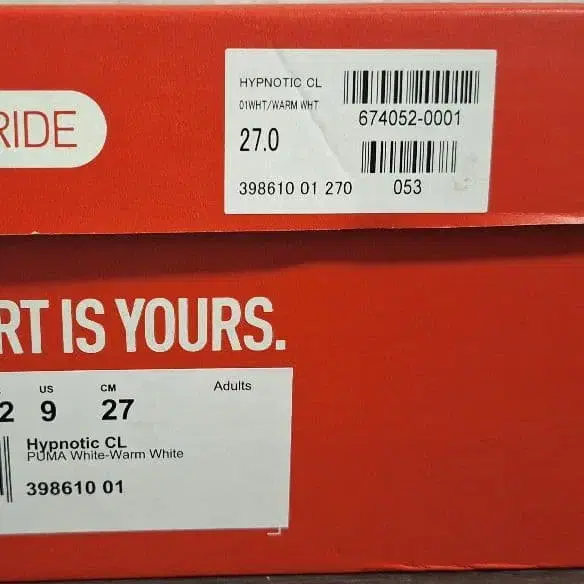 RIDE
HYPNOTIC CL
01WHT/WARM WHT
674052-0001
27.0
398610 01 270
053
RT IS YOURS.
US
CM
Adults
2
9
27
Hypnotic CL
PUMA White-Warm White
398610 01